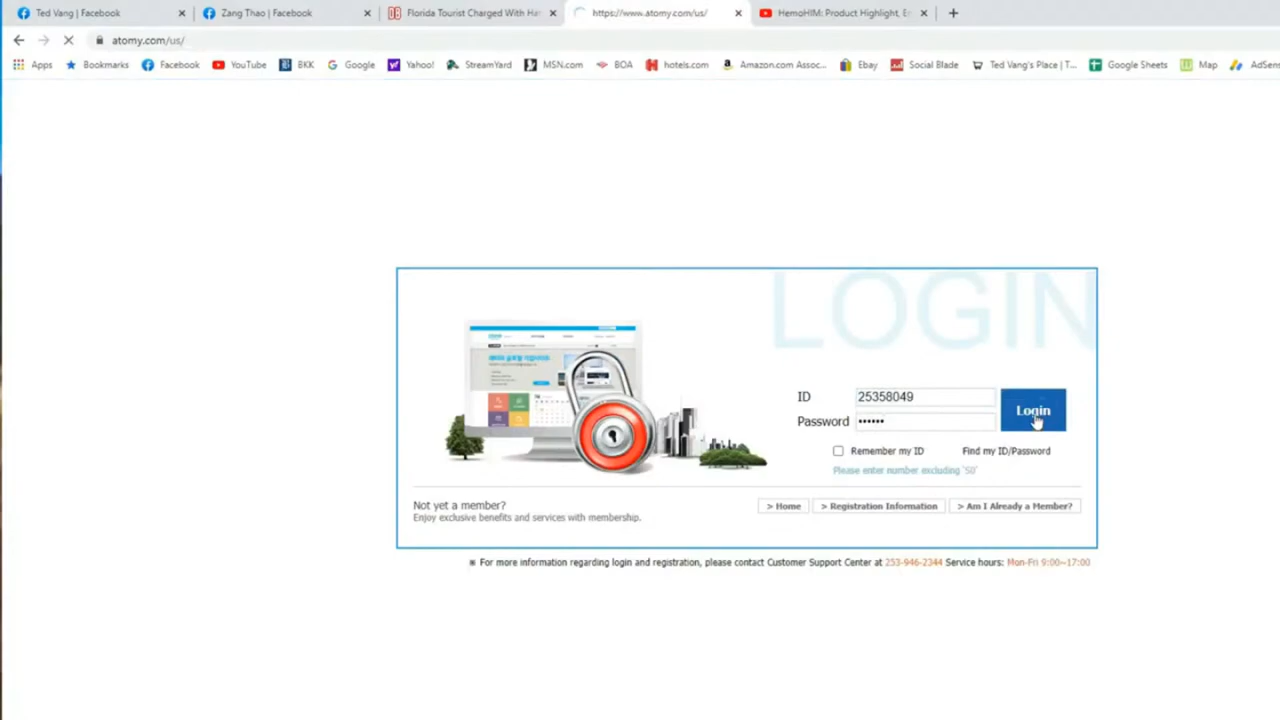 Ted Vang | Facebook
Zang Thao | Facebook
Florida Tourist Charged With Har
https://www.atomy.com/us/
HemoHIM: Product Highlight, Er
atomy.com/us/
Apps
Bookmarks
Facebook
YouTube
BKK
Google
Yahoo!
StreamYard
MSN.com
BOA
hotels.com
Amazon.com Assoc...
Ebay
Social Blade
Ted Vang's Place | T...
Google Sheets
Map
AdSens
LOGIN
ID
25358049
Login
Password
••••••
Remember my ID
Find my ID/Password
Please enter number excluding 'S0'
Not yet a member?
Enjoy exclusive benefits and services with membership.
> Home
> Registration Information
> Am I Already a Member?
※ For more information regarding login and registration, please contact Customer Support Center at 253-946-2344 Service hours: Mon-Fri 9:00~17:00